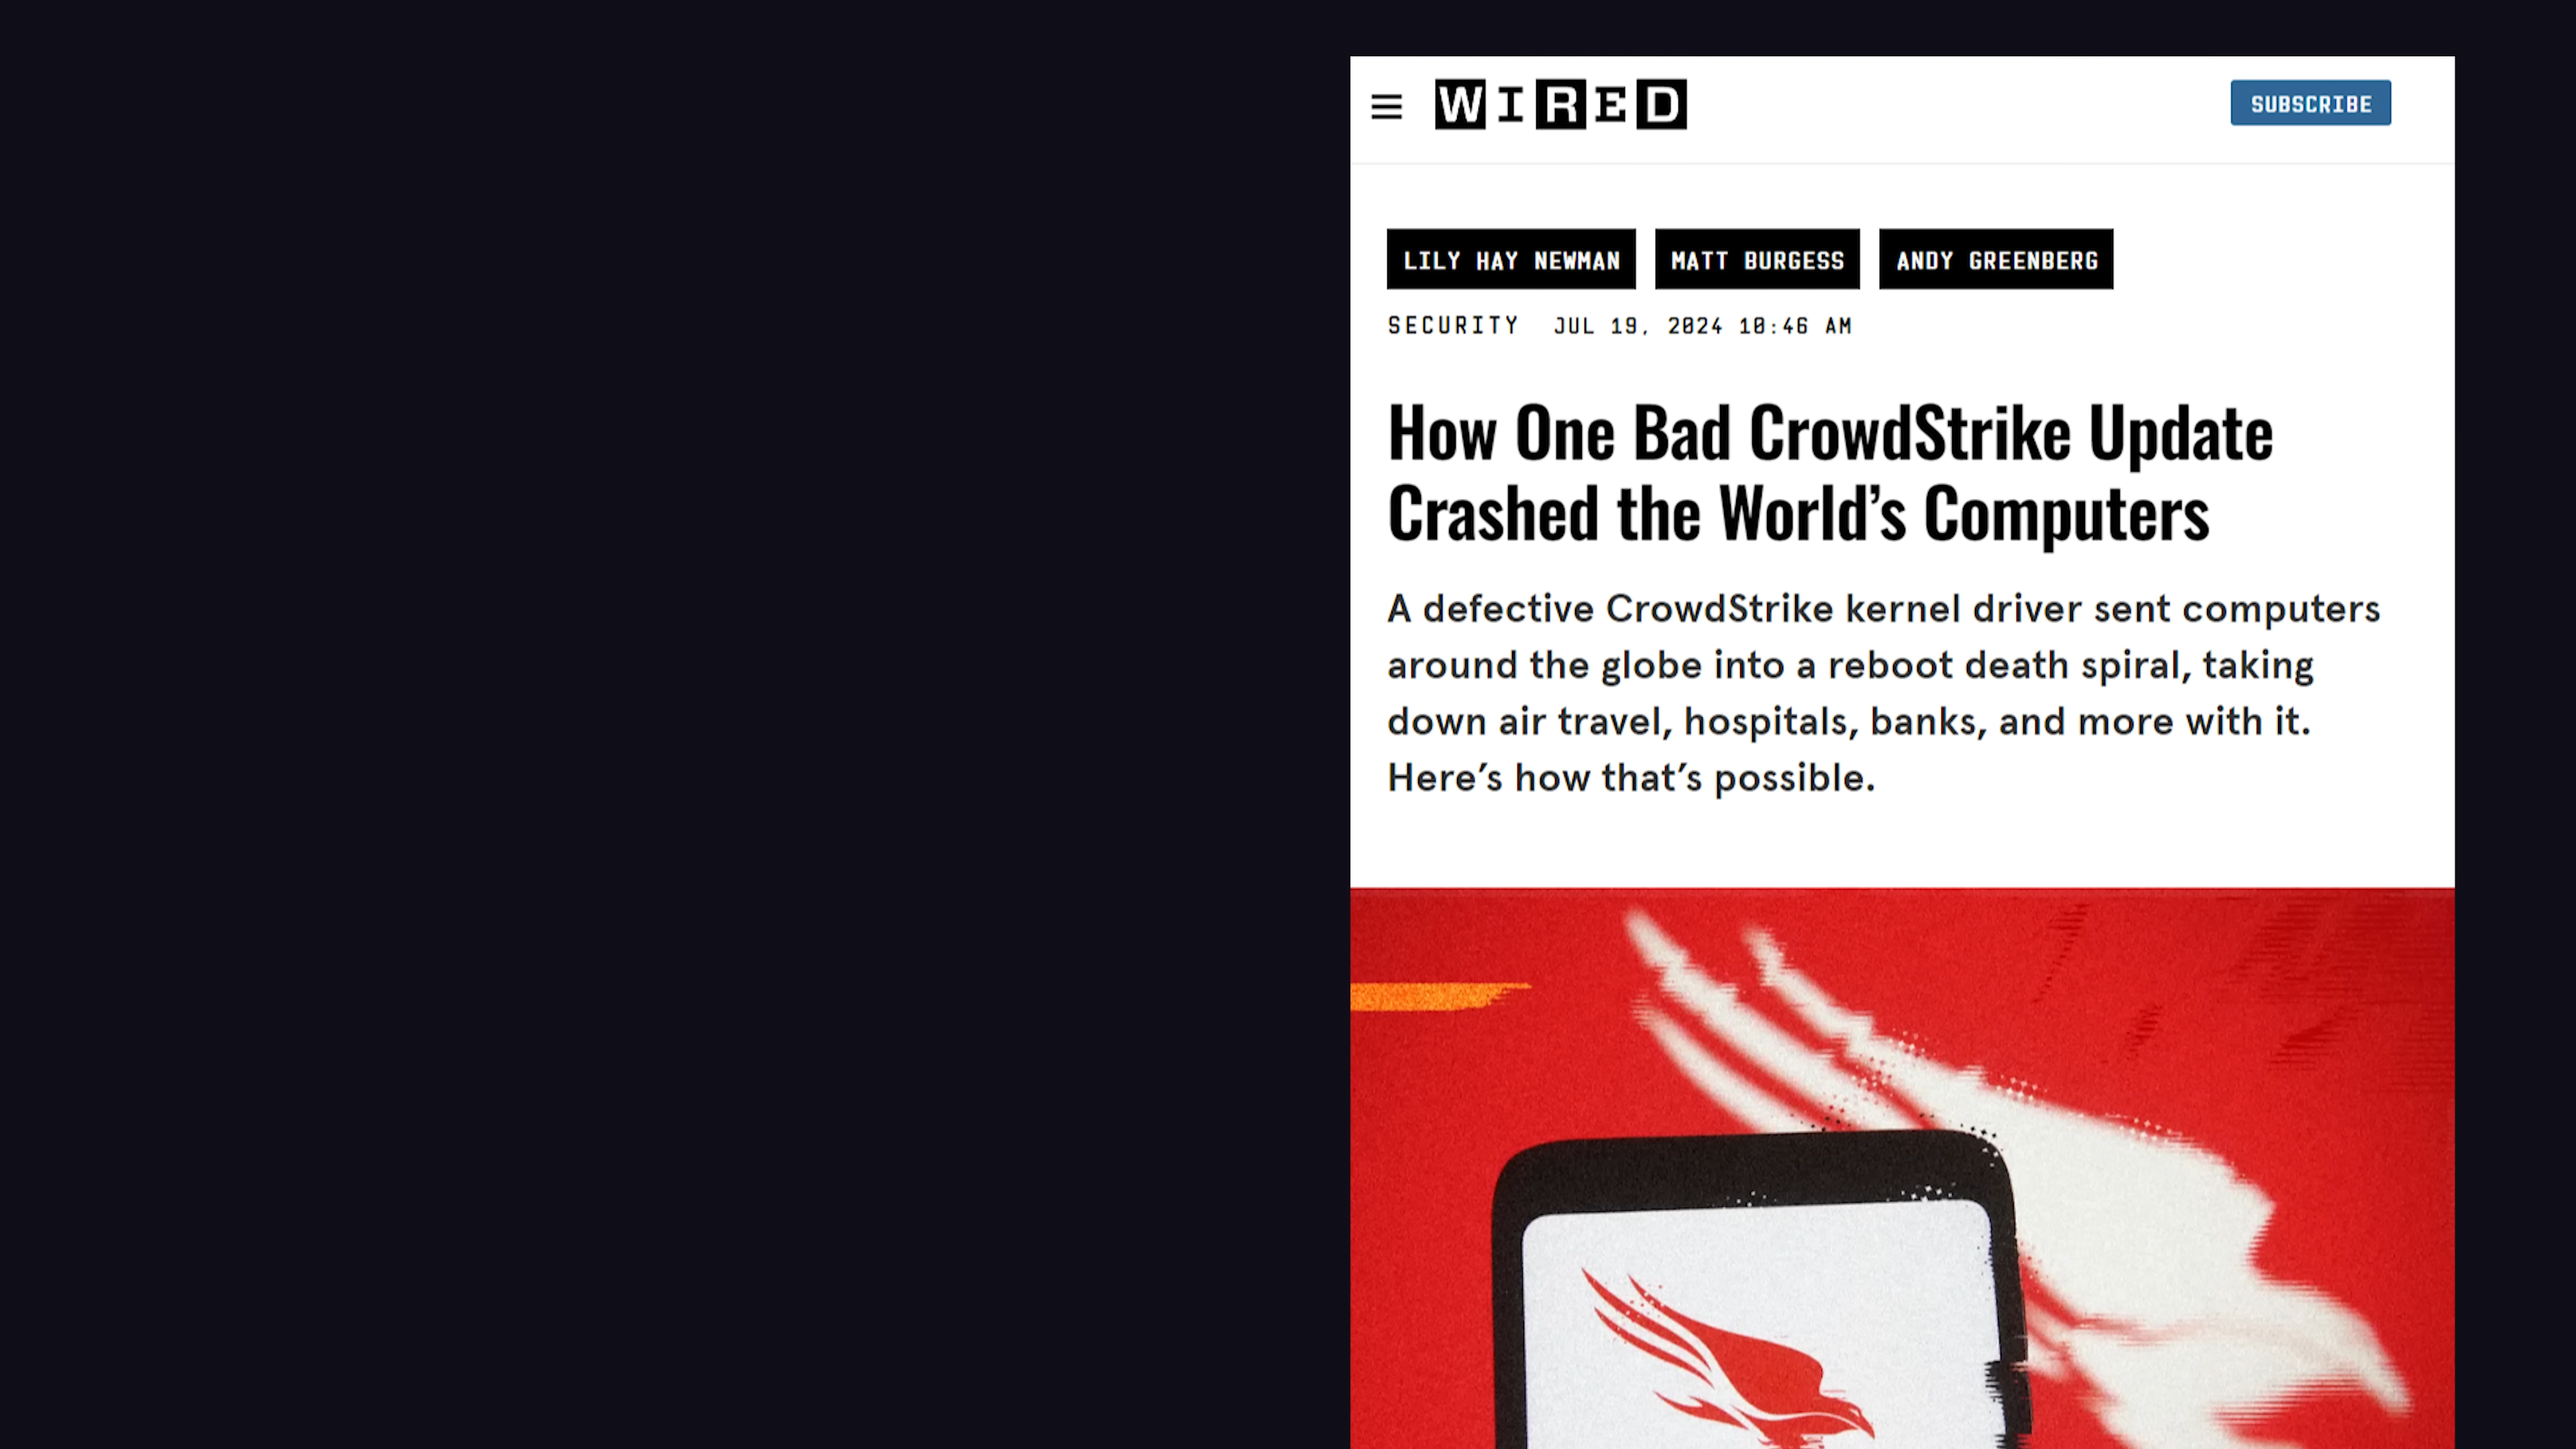 WIRED
SUBSCRIBE
LILY HAY NEWMAN MATT BURGESS ANDY GREENBERG
SECURITY JUL 19, 2024 10:46 AM
How One Bad CrowdStrike Update
Crashed the World’s Computers
A defective CrowdStrike kernel driver sent computers
around the globe into a reboot death spiral, taking
down air travel, hospitals, banks, and more with it.
Here’s how that’s possible.